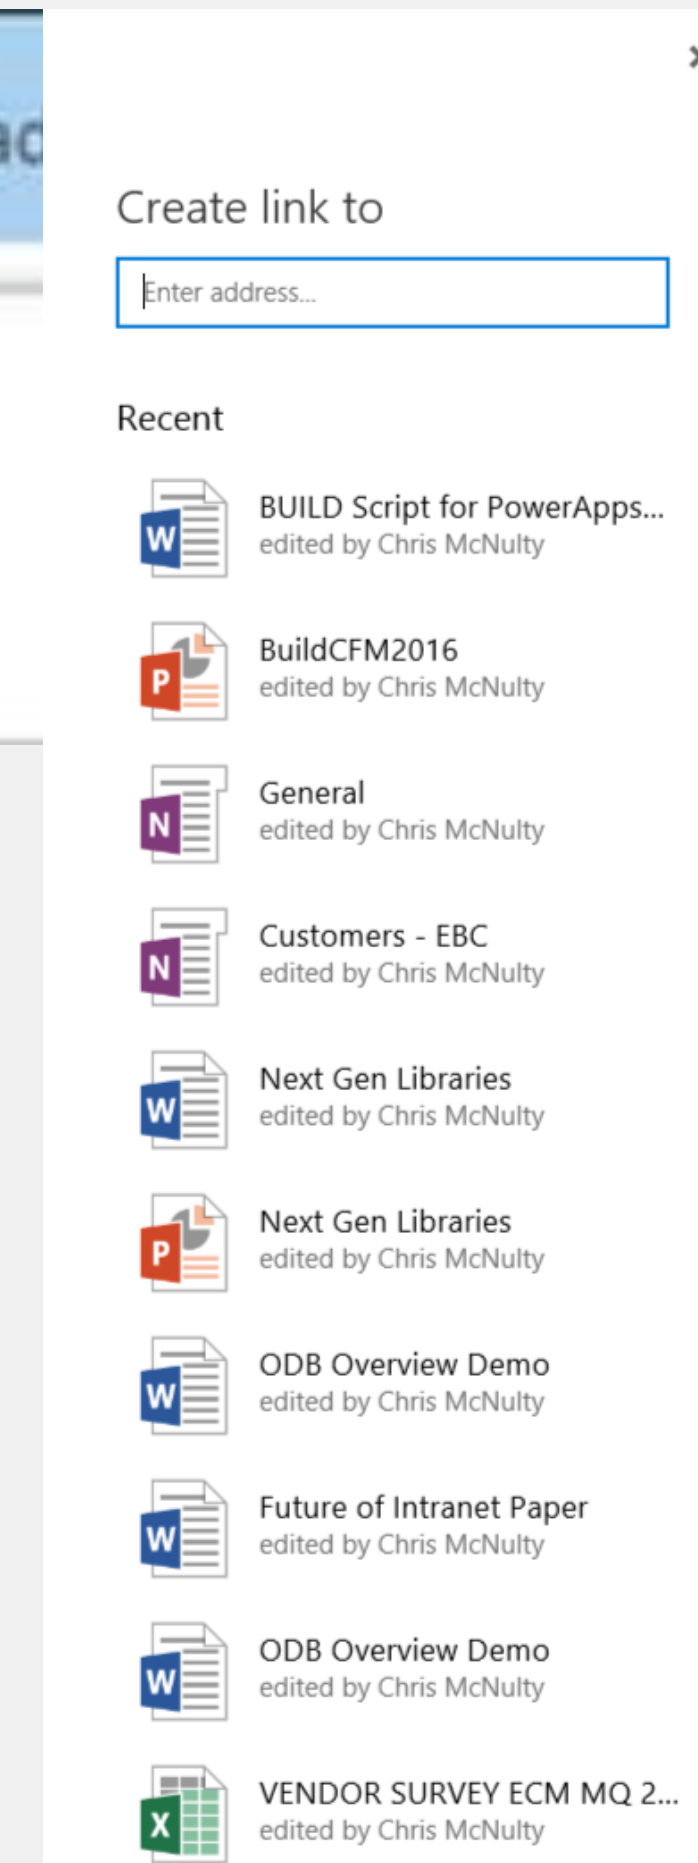 Create link to
Enter address...
Recent
W
BUILD Script for PowerApps...
edited by Chris McNulty
P
BuildCFM2016
edited by Chris McNulty
N
General
edited by Chris McNulty
N
Customers - EBC
edited by Chris McNulty
W
Next Gen Libraries
edited by Chris McNulty
P
Next Gen Libraries
edited by Chris McNulty
W
ODB Overview Demo
edited by Chris McNulty
W
Future of Intranet Paper
edited by Chris McNulty
W
ODB Overview Demo
edited by Chris McNulty
X
VENDOR SURVEY ECM MQ 2...
edited by Chris McNulty